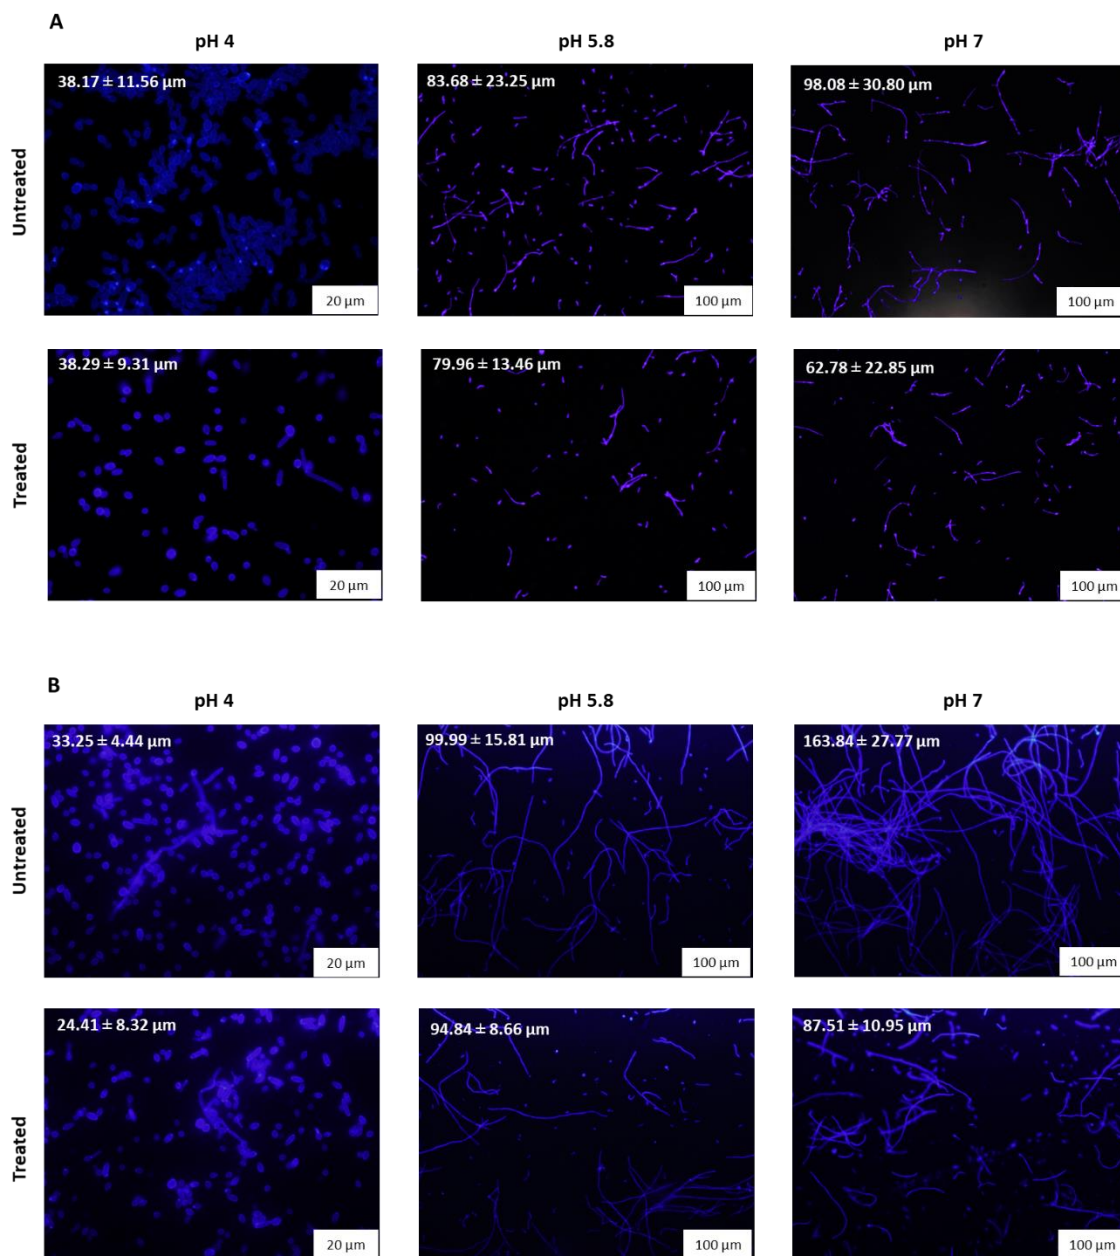 A
pH 4 pH 5.8 pH 7
Untreated
38.17 ± 11.56 µm 83.68 ± 23.25 µm 98.08 ± 30.80 µm
20 µm 100 µm 100 µm
Treated
38.29 ± 9.31 µm 79.96 ± 13.46 µm 62.78 ± 22.85 µm
20 µm 100 µm 100 µm
B
pH 4 pH 5.8 pH 7
Untreated
33.25 ± 4.44 µm 99.99 ± 15.81 µm 163.84 ± 27.77 µm
20 µm 100 µm 100 µm
Treated
24.41 ± 8.32 µm 94.84 ± 8.66 µm 87.51 ± 10.95 µm
20 µm 100 µm 100 µm